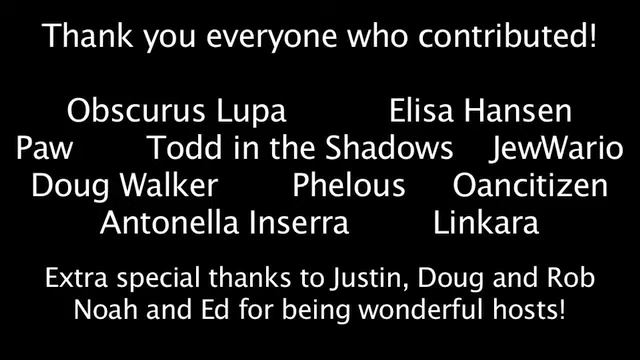 Thank you everyone who contributed!
Obscurus Lupa Elisa Hansen
Paw Todd in the Shadows JewWario
Doug Walker Phelous Oancitizen
Antonella Inserra Linkara
Extra special thanks to Justin, Doug and Rob
Noah and Ed for being wonderful hosts!